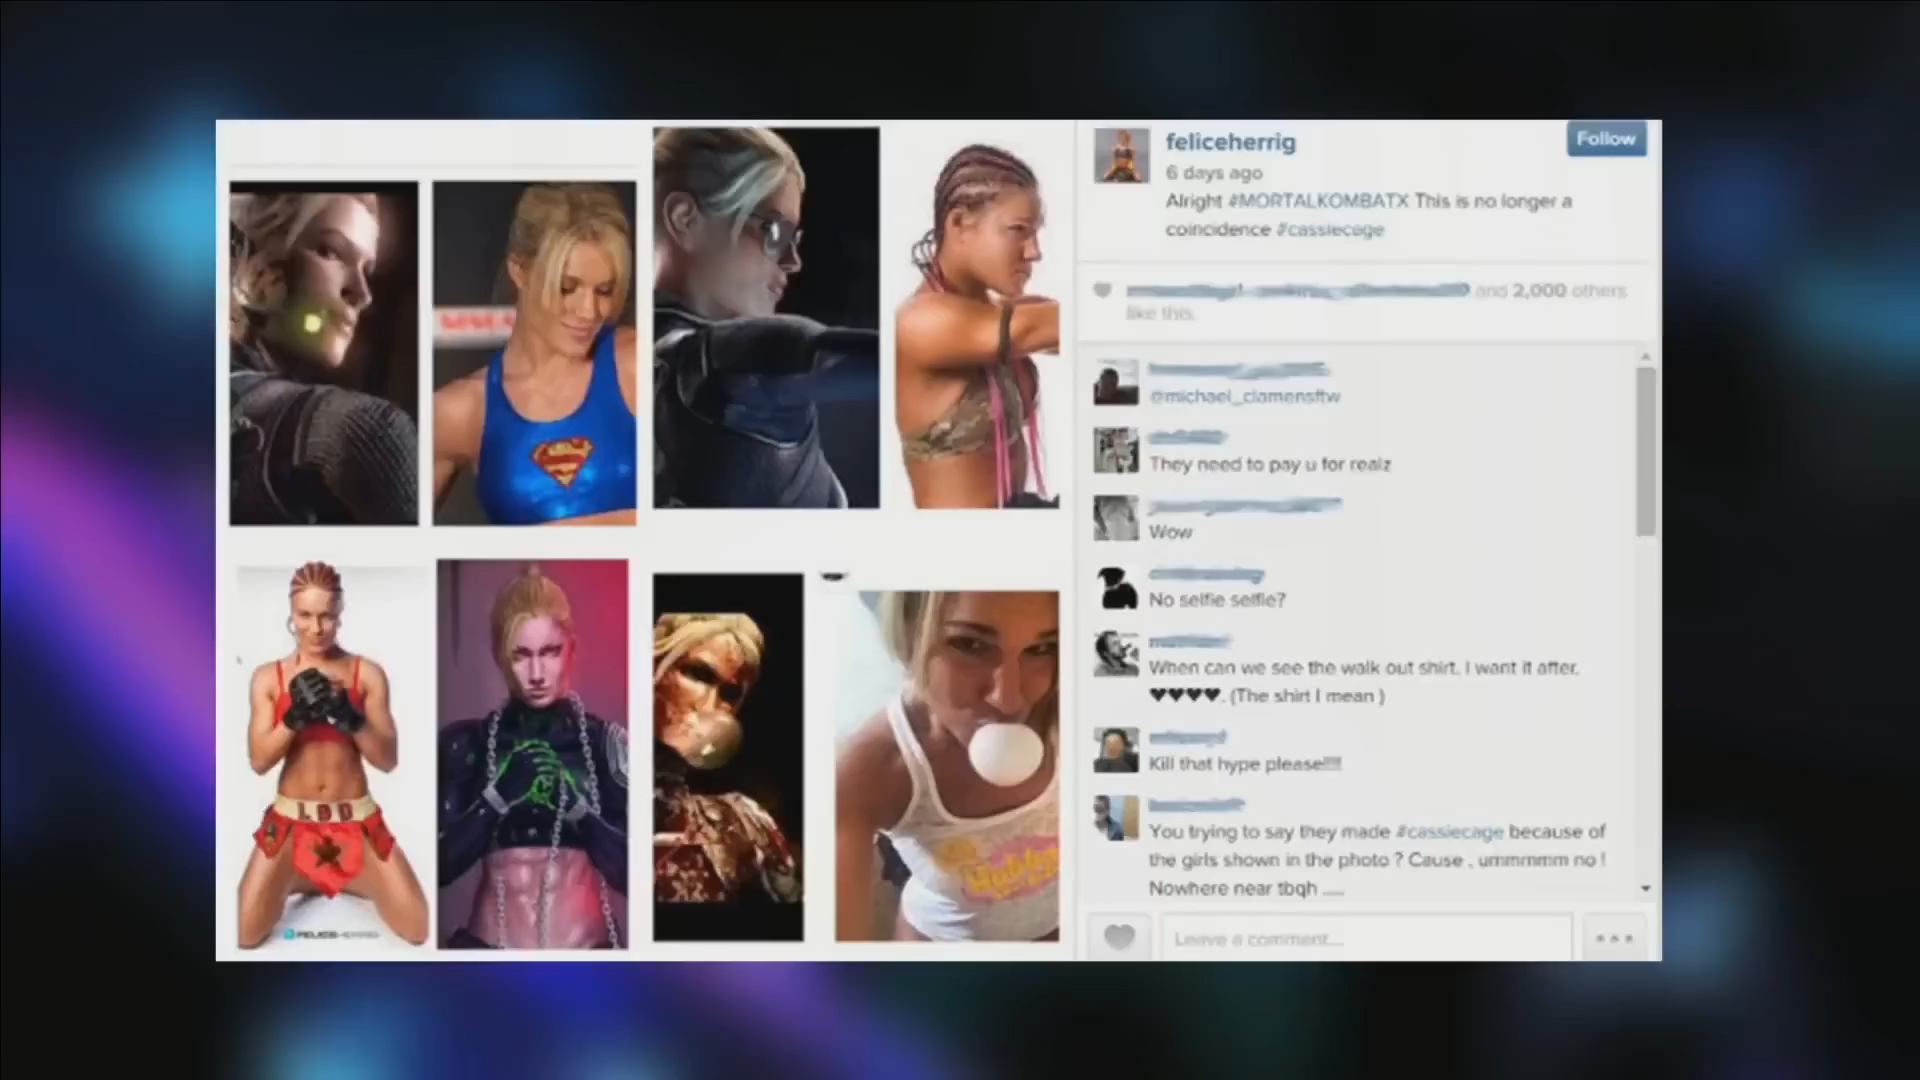 feliceherrig
Follow
6 days ago
Alright #MORTALKOMBATX This is no longer a
coincidence #cassiecage
and 2,000 others
like this.
@michael_clamensftw
They need to pay u for realz
Wow
No selfie selfie?
When can we see the walk out shirt. I want it after.
♥♥♥♥. (The shirt I mean )
Kill that hype please!!!!
You trying to say they made #cassiecage because of
the girls shown in the photo ? Cause , ummmmm no !
Nowhere near tbqh .....
Leave a comment...
LBD